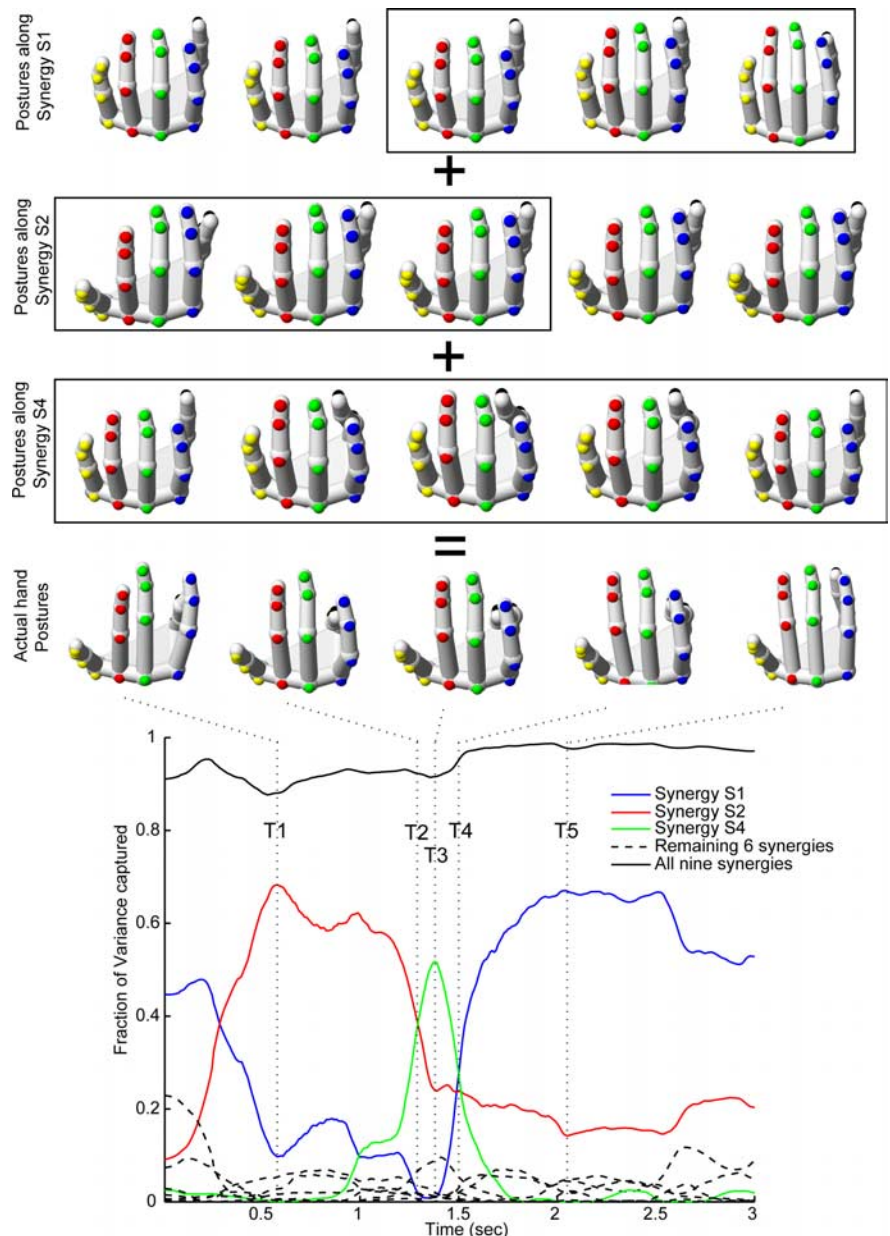 Postures along
Synergy S1
+
Postures along
Synergy S2
+
Postures along
Synergy S4
=
Actual hand
Postures
Fraction of Variance captured
1
0.8
0.6
0.4
0.2
0
T1
T2
T3
T4
T5
Synergy S1
Synergy S2
Synergy S4
Remaining 6 synergies
All nine synergies
0.5
1
1.5
2
2.5
3
Time (sec)